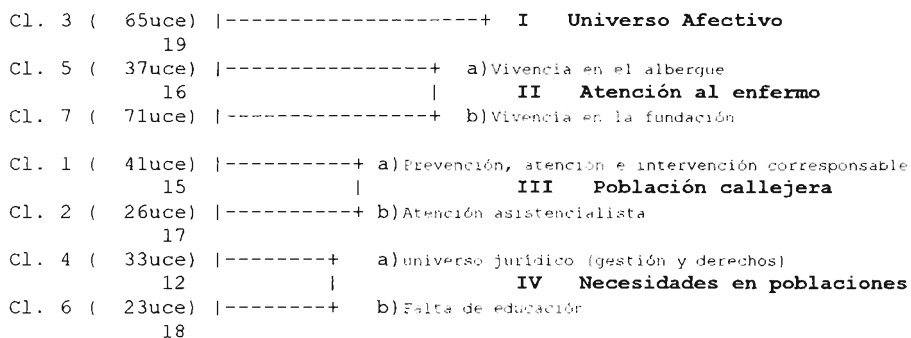 Cl. 3 ( 65uce) |--------------------+ I Universo Afectivo
19
Cl. 5 ( 37uce) |----------------+ a)Vivencia en el albergue
16 | II Atención al enfermo
Cl. 7 ( 71uce) |----------------+ b)Vivencia en la fundación
Cl. 1 ( 41uce) |----------+ a)Prevención, atención e intervención corresponsable
15 | III Población callejera
Cl. 2 ( 26uce) |----------+ b)Atención asistencialista
17
Cl. 4 ( 33uce) |--------+ a)universo jurídico (gestión y derechos)
12 | IV Necesidades en poblaciones
Cl. 6 ( 23uce) |--------+ b)Falta de educación
18